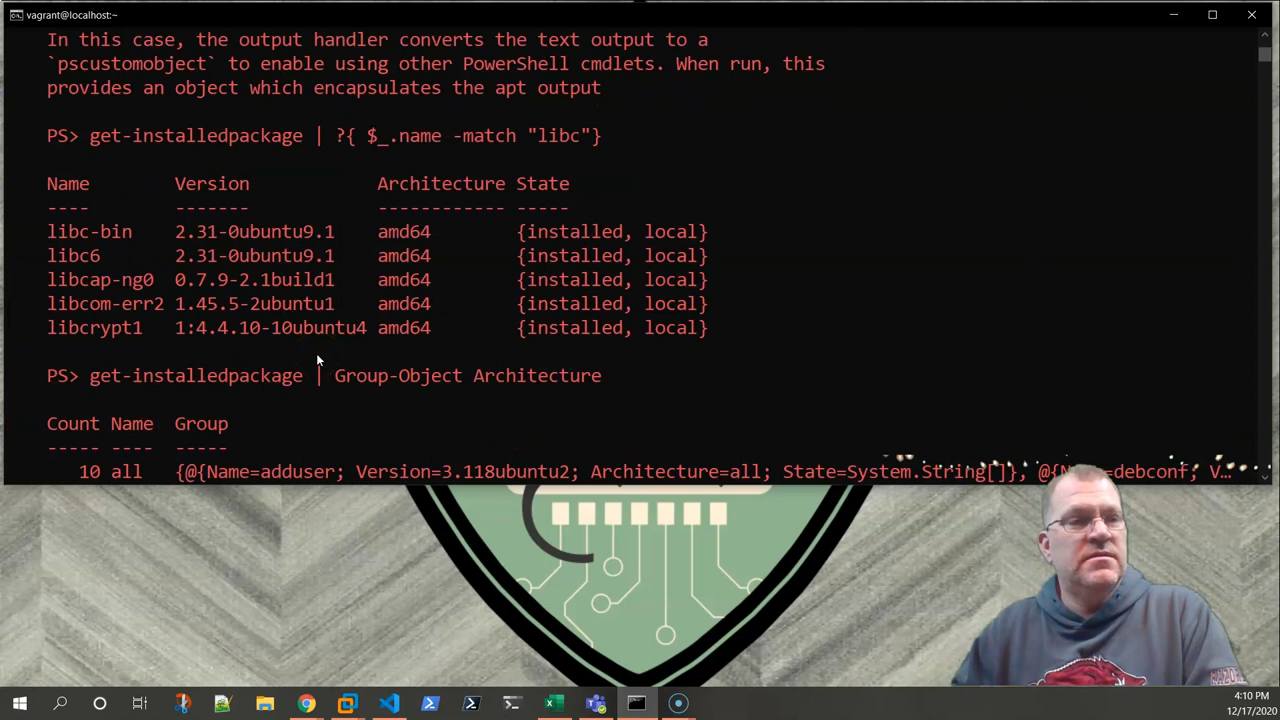 vagrant@localhost:~
In this case, the output handler converts the text output to a
`pscustomobject` to enable using other PowerShell cmdlets. When run, this
provides an object which encapsulates the apt output
PS> get-installedpackage | ?{ $_.name -match "libc"}
Name Version Architecture State
---- ------- ------------ -----
libc-bin 2.31-0ubuntu9.1 amd64 {installed, local}
libc6 2.31-0ubuntu9.1 amd64 {installed, local}
libcap-ng0 0.7.9-2.1build1 amd64 {installed, local}
libcom-err2 1.45.5-2ubuntu1 amd64 {installed, local}
libcrypt1 1:4.4.10-10ubuntu4 amd64 {installed, local}
PS> get-installedpackage | Group-Object Architecture
Count Name Group
----- ---- -----
10 all {@{Name=adduser; Version=3.118ubuntu2; Architecture=all; State=System.String[]}, @{N debconf; V…
4:10 PM
12/17/2020